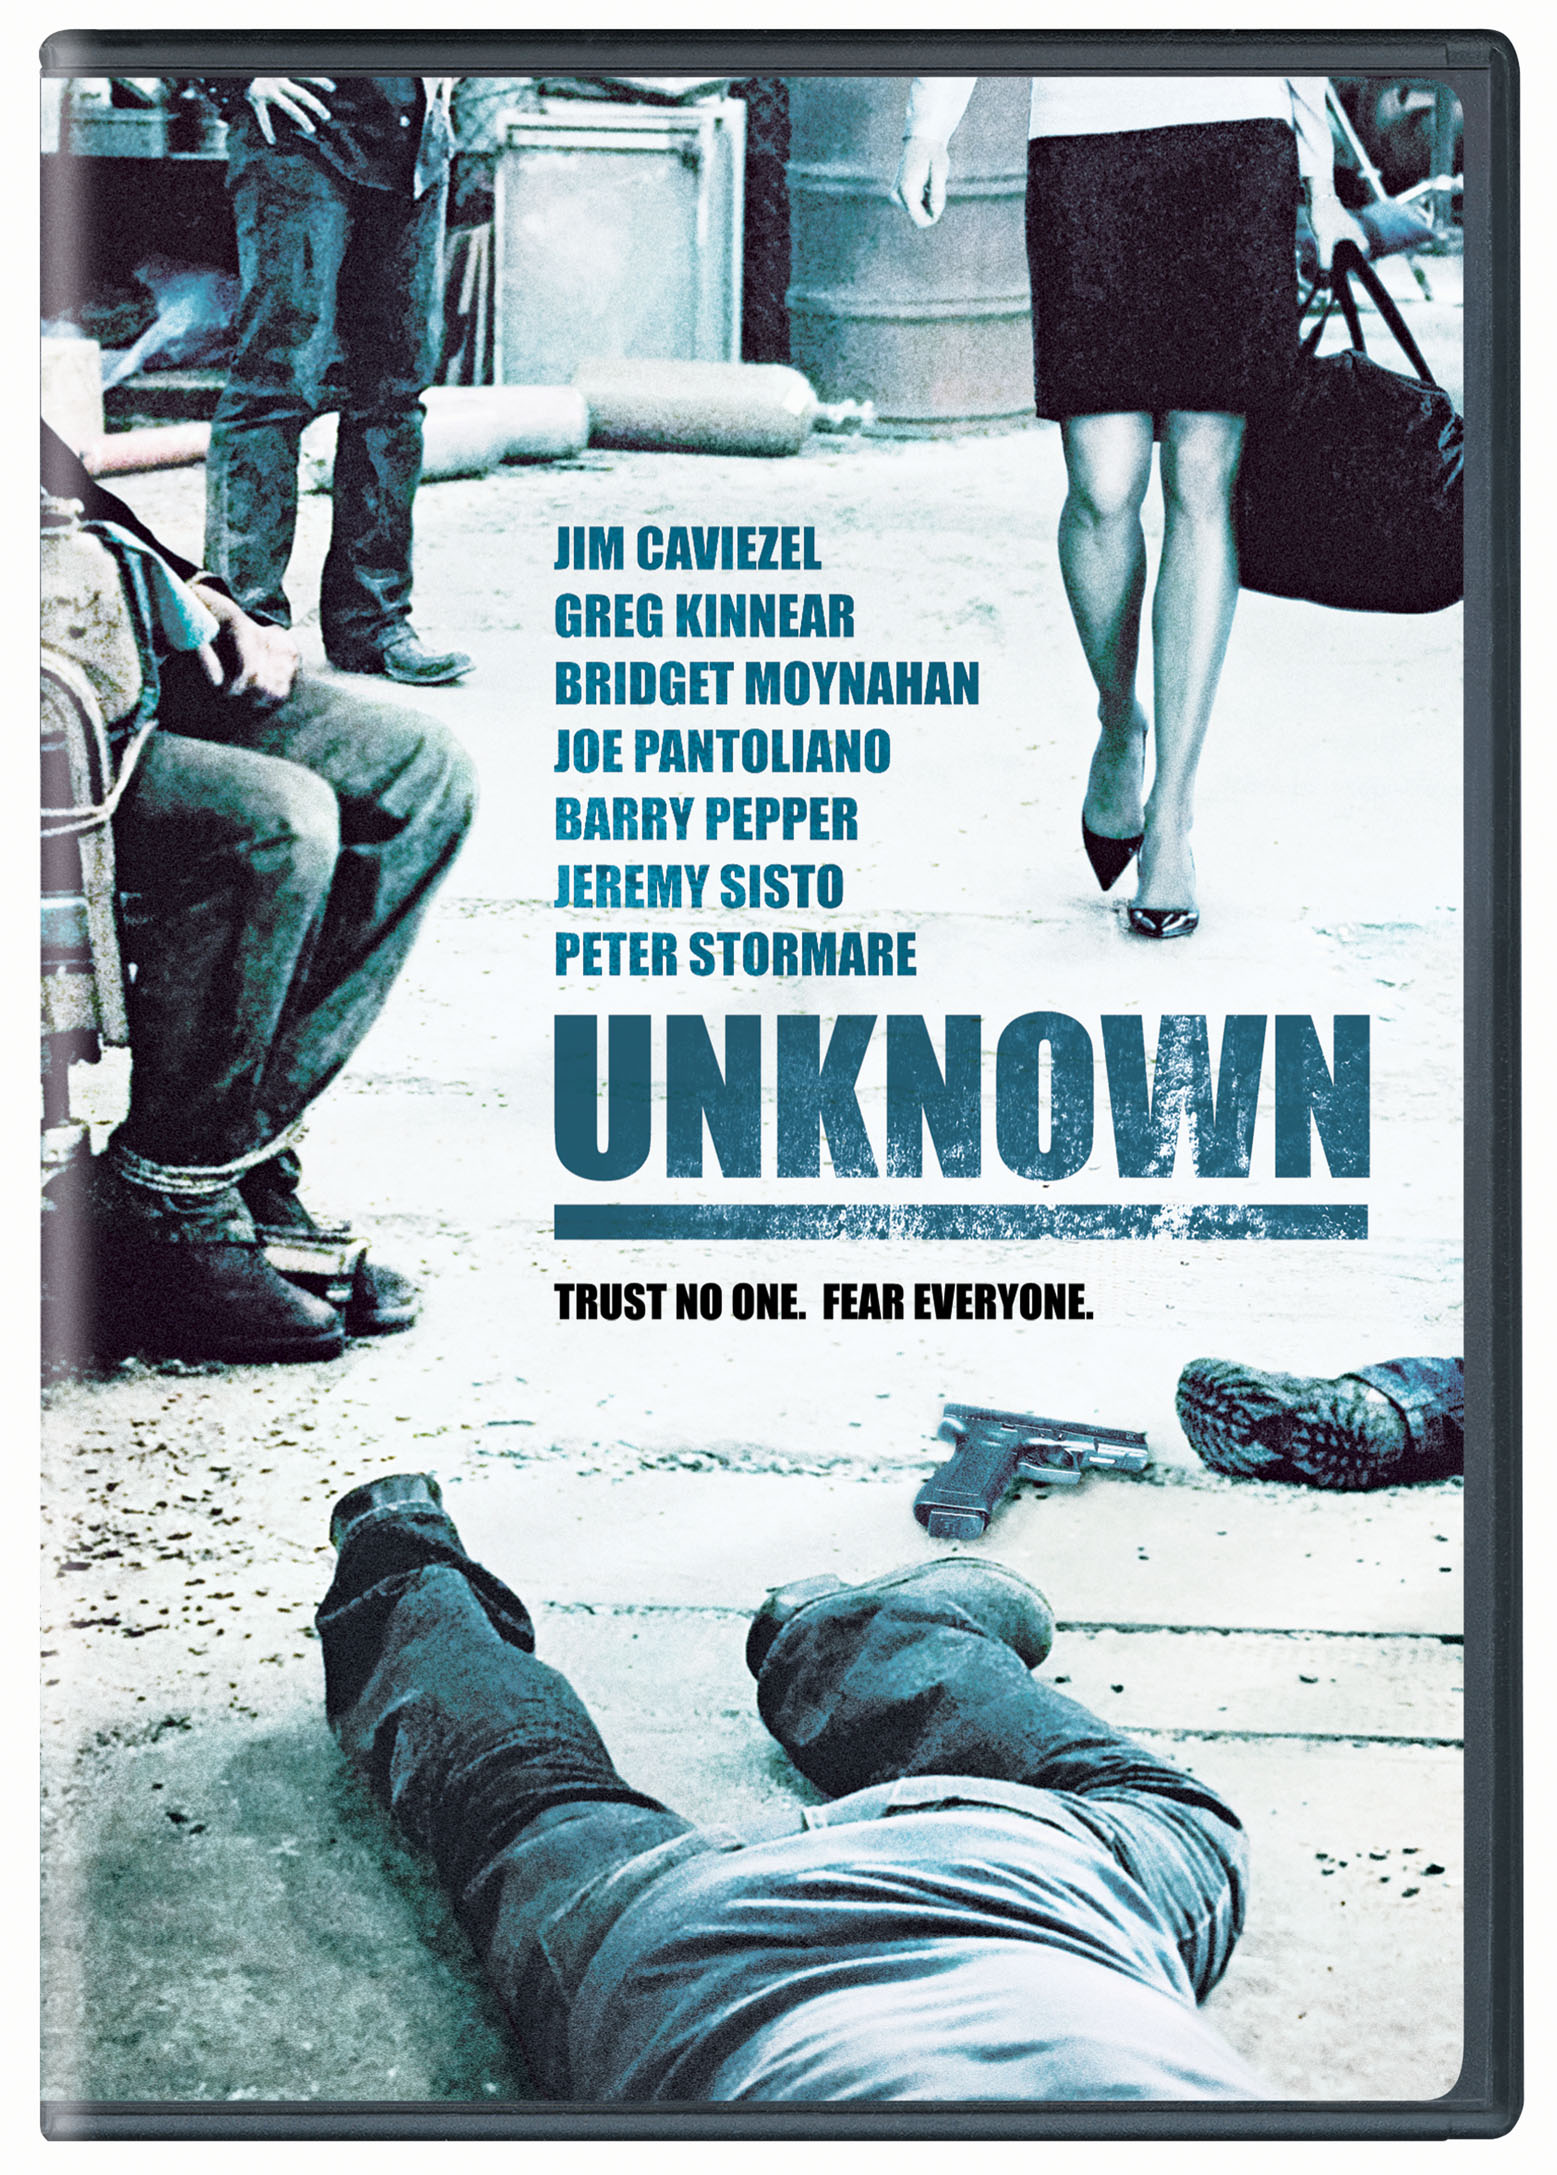 JIM CAVIEZEL
GREG KINNEAR
BRIDGET MOYNAHAN
JOE PANTOLIANO
BARRY PEPPER
JEREMY SISTO
PETER STORMARE
UNKNOWN
TRUST NO ONE. FEAR EVERYONE.